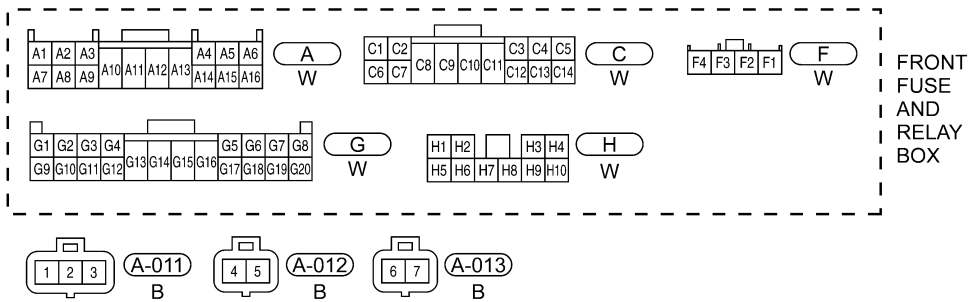 A1 A2 A3 A4 A5 A6
A7 A8 A9 A10 A11 A12 A13 A14 A15 A16
A
W
C1 C2 C3 C4 C5
C6 C7 C8 C9 C10 C11 C12 C13 C14
C
W
F4 F3 F2 F1
F
W
FRONT
FUSE
AND
RELAY
BOX
G1 G2 G3 G4 G5 G6 G7 G8
G9 G10 G11 G12 G13 G14 G15 G16 G17 G18 G19 G20
G
W
H1 H2 H3 H4
H5 H6 H7 H8 H9 H10
H
W
1 2 3
A-011
B
4 5
A-012
B
6 7
A-013
B